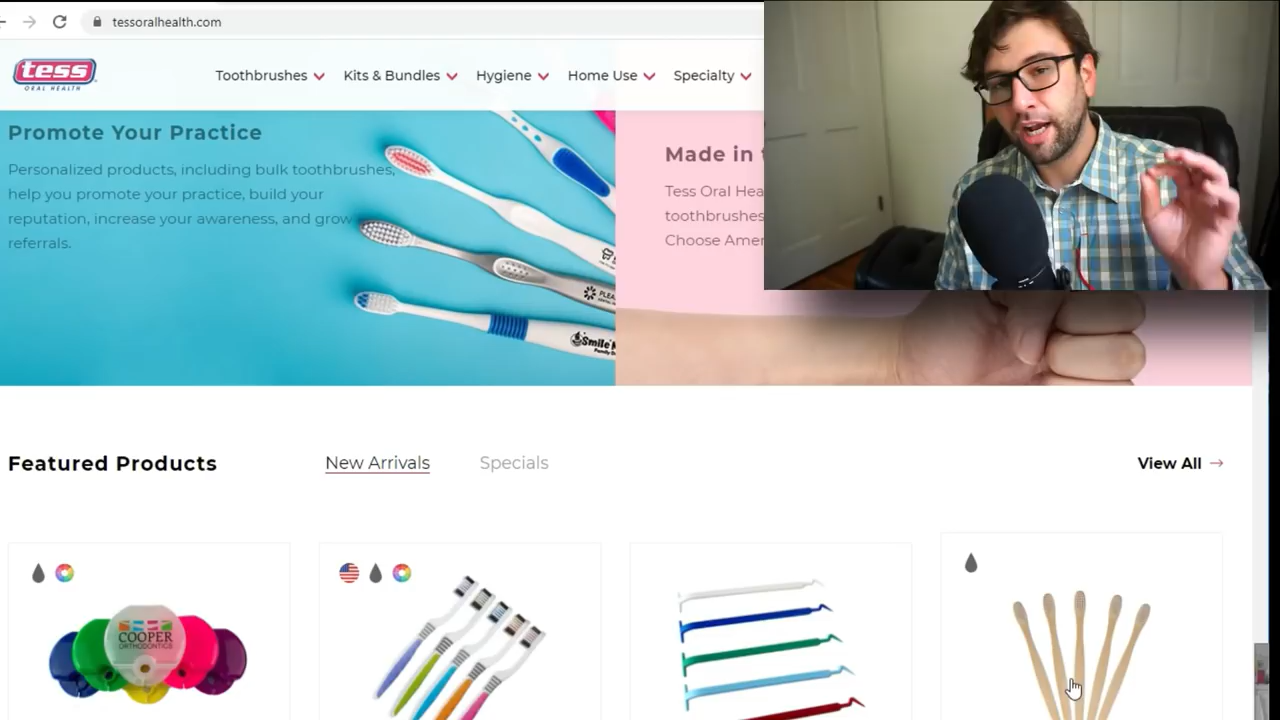 tessoralhealth.com
tess
ORAL HEALTH
Toothbrushes
Kits & Bundles
Hygiene
Home Use
Specialty
Promote Your Practice
Personalized products, including bulk toothbrushes,
help you promote your practice, build your
reputation, increase your awareness, and grow
referrals.
Made in
Tess Oral Hea
toothbrushes
Choose Amer
Smile
Featured Products
New Arrivals
Specials
View All →
COOPER
ORTHODONTICS